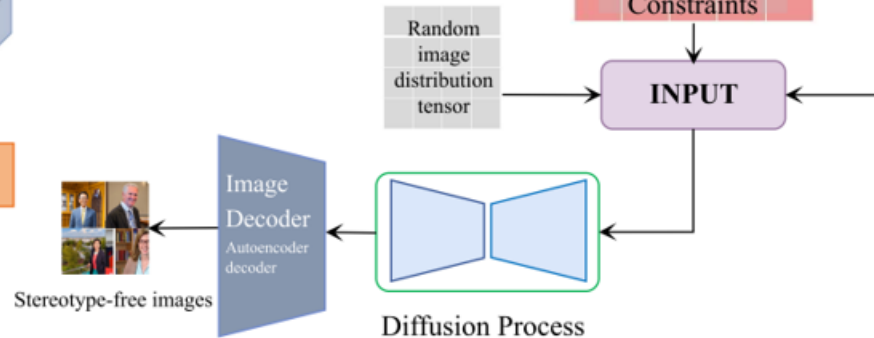 Constraints
Random
image
distribution
tensor
INPUT
Image
Decoder
Autoencoder
decoder
Stereotype-free images
Diffusion Process